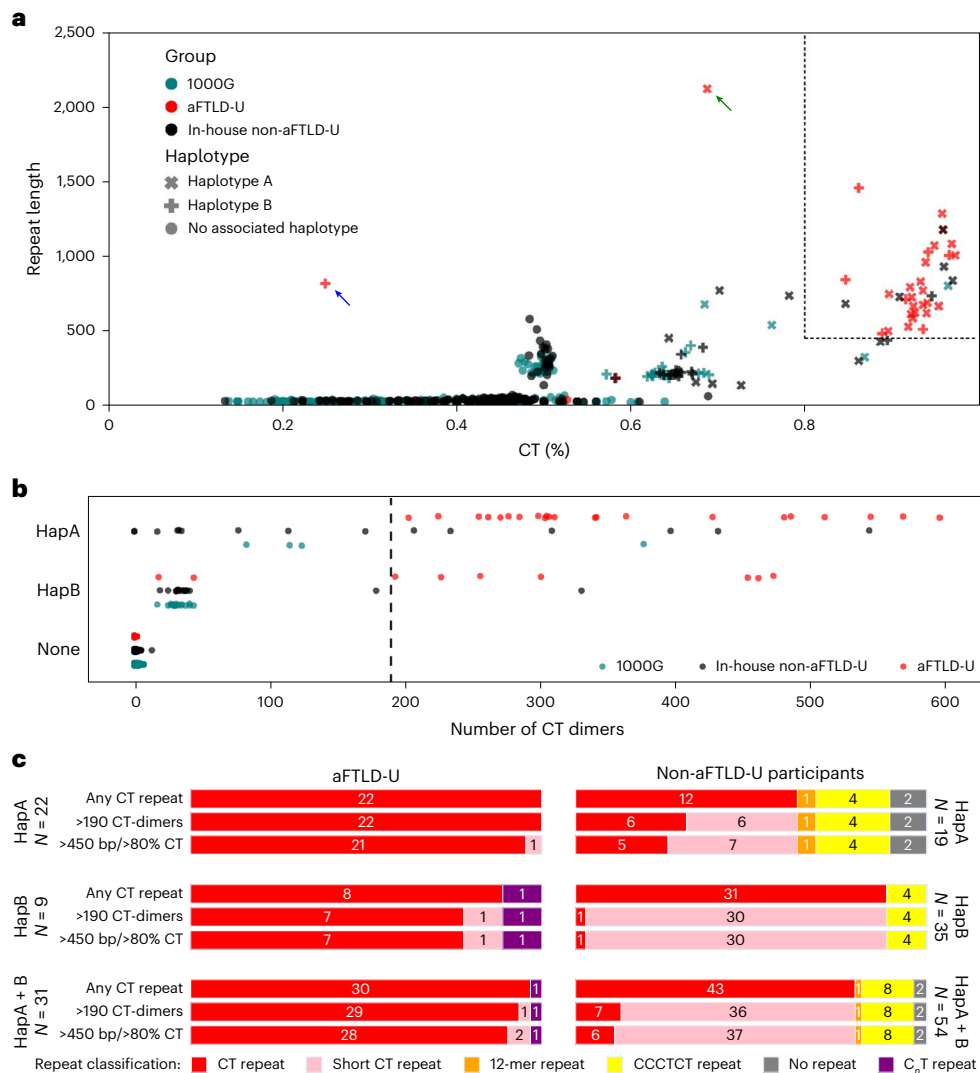 a
2,500
2,000
1,500
1,000
500
0
Repeat length
Group
1000G
aFTLD-U
In-house non-aFTLD-U
Haplotype
Haplotype A
Haplotype B
No associated haplotype
0
0.2
0.4
0.6
0.8
CT (%)
b
HapA
HapB
None
1000G In-house non-aFTLD-U aFTLD-U
0 100 200 300 400 500 600
Number of CT dimers
c
aFTLD-U Non-aFTLD-U participants
HapA
N = 22
Any CT repeat 22 12 1 4 2
>190 CT-dimers 22 6 6 1 4 2
>450 bp/>80% CT 21 1 5 7 1 4 2
HapA
N = 19
HapB
N = 9
Any CT repeat 8 1 31 4
>190 CT-dimers 7 1 1 1 30 4
>450 bp/>80% CT 7 1 1 1 30 4
HapB
N = 35
HapA + B
N = 31
Any CT repeat 30 1 43 1 8 2
>190 CT-dimers 29 1 1 7 36 1 8 2
>450 bp/>80% CT 28 2 1 6 37 1 8 2
HapA + B
N = 54
Repeat classification: CT repeat Short CT repeat 12-mer repeat CCCTCT repeat No repeat CnT repeat